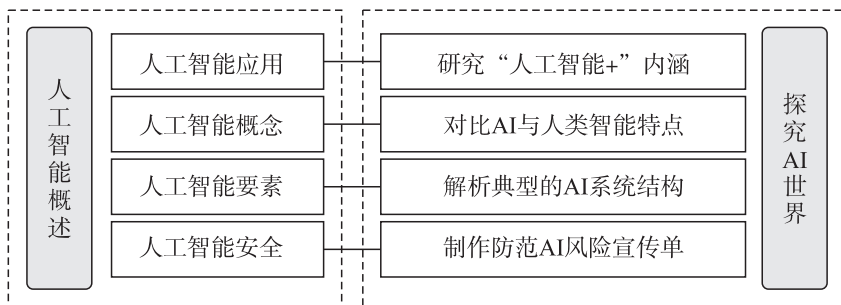 人工智能概述
人工智能应用
研究“人工智能+”内涵
人工智能概念
对比AI与人类智能特点
人工智能要素
解析典型的AI系统结构
人工智能安全
制作防范AI风险宣传单
探究AI世界